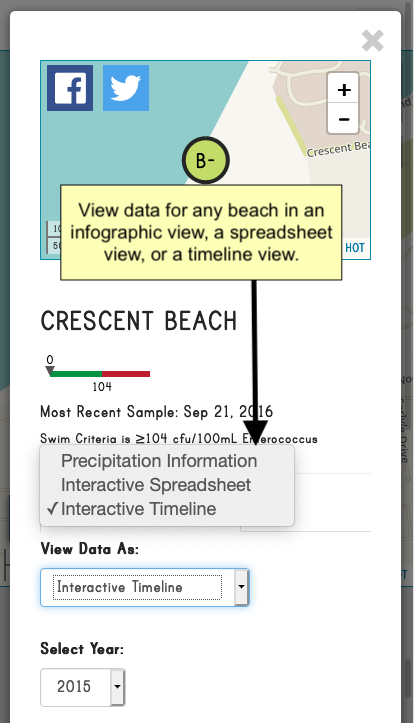 +
−
Crescent Bea
B-
View data for any beach in an
infographic view, a spreadsheet
view, or a timeline view.
10
50
HOT
CRESCENT BEACH
0
104
Most Recent Sample: Sep 21, 2016
Swim Criteria is ≥104 cfu/100mL Enterococcus
Precipitation Information
Interactive Spreadsheet
✓Interactive Timeline
View Data As:
Interactive Timeline
Select Year:
2015